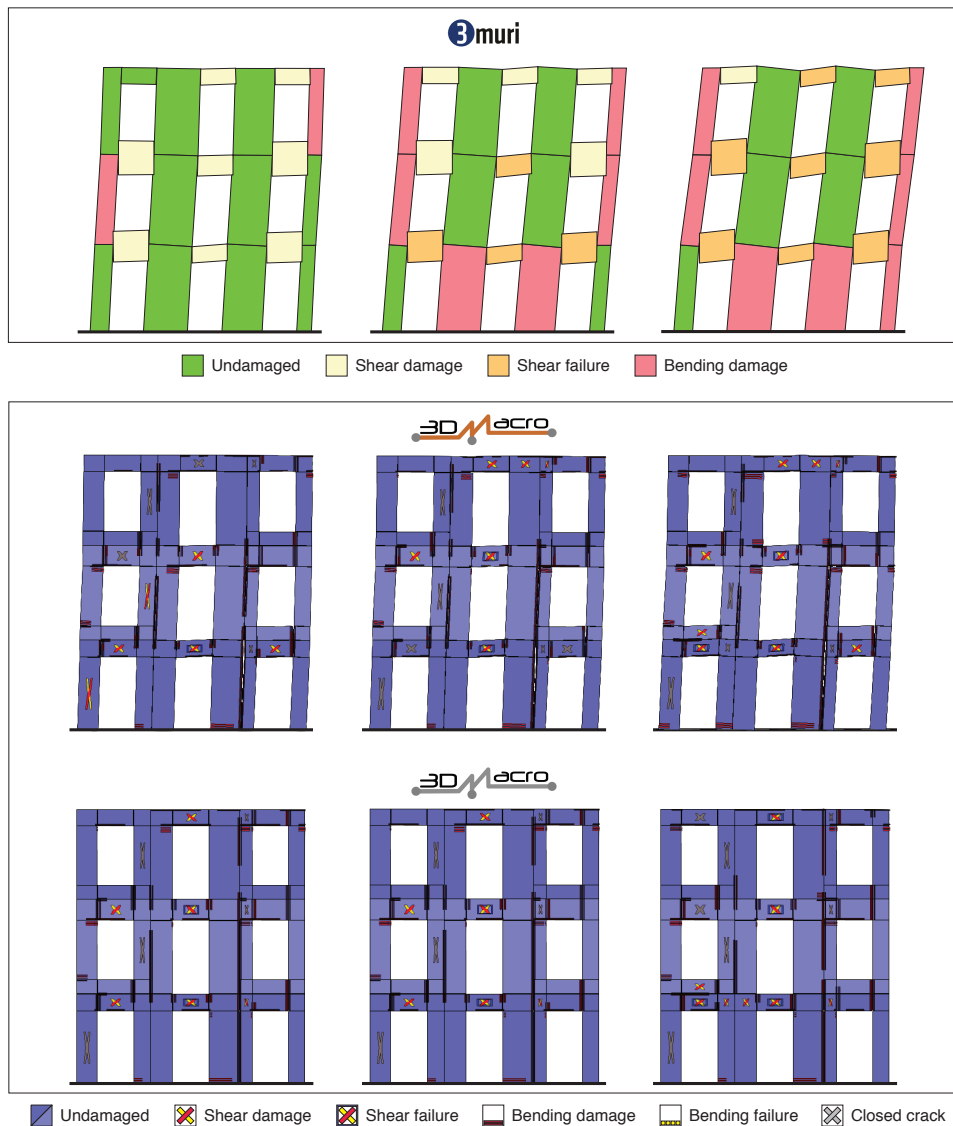 3muri
Undamaged Shear damage Shear failure Bending damage
3DMacro
3DMacro
Undamaged Shear damage Shear failure Bending damage Bending failure Closed crack